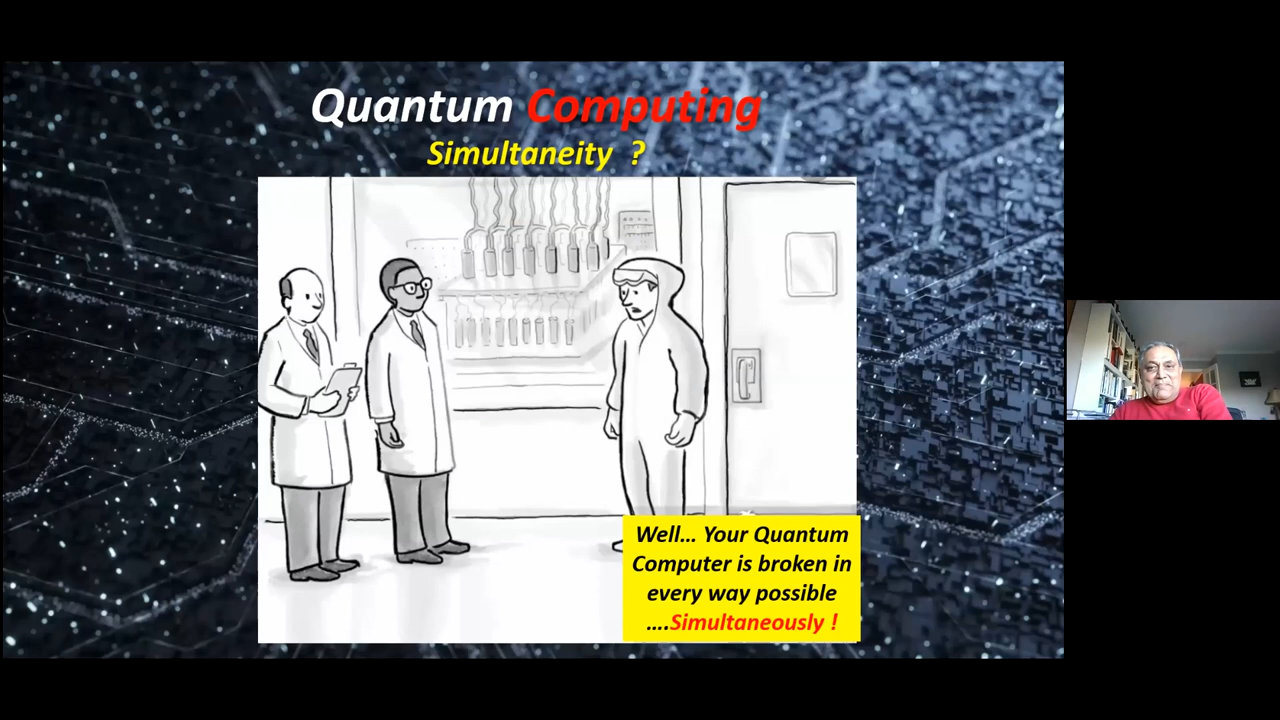 Quantum Computing
Simultaneity ?
Well... Your Quantum
Computer is broken in
every way possible
....Simultaneously !